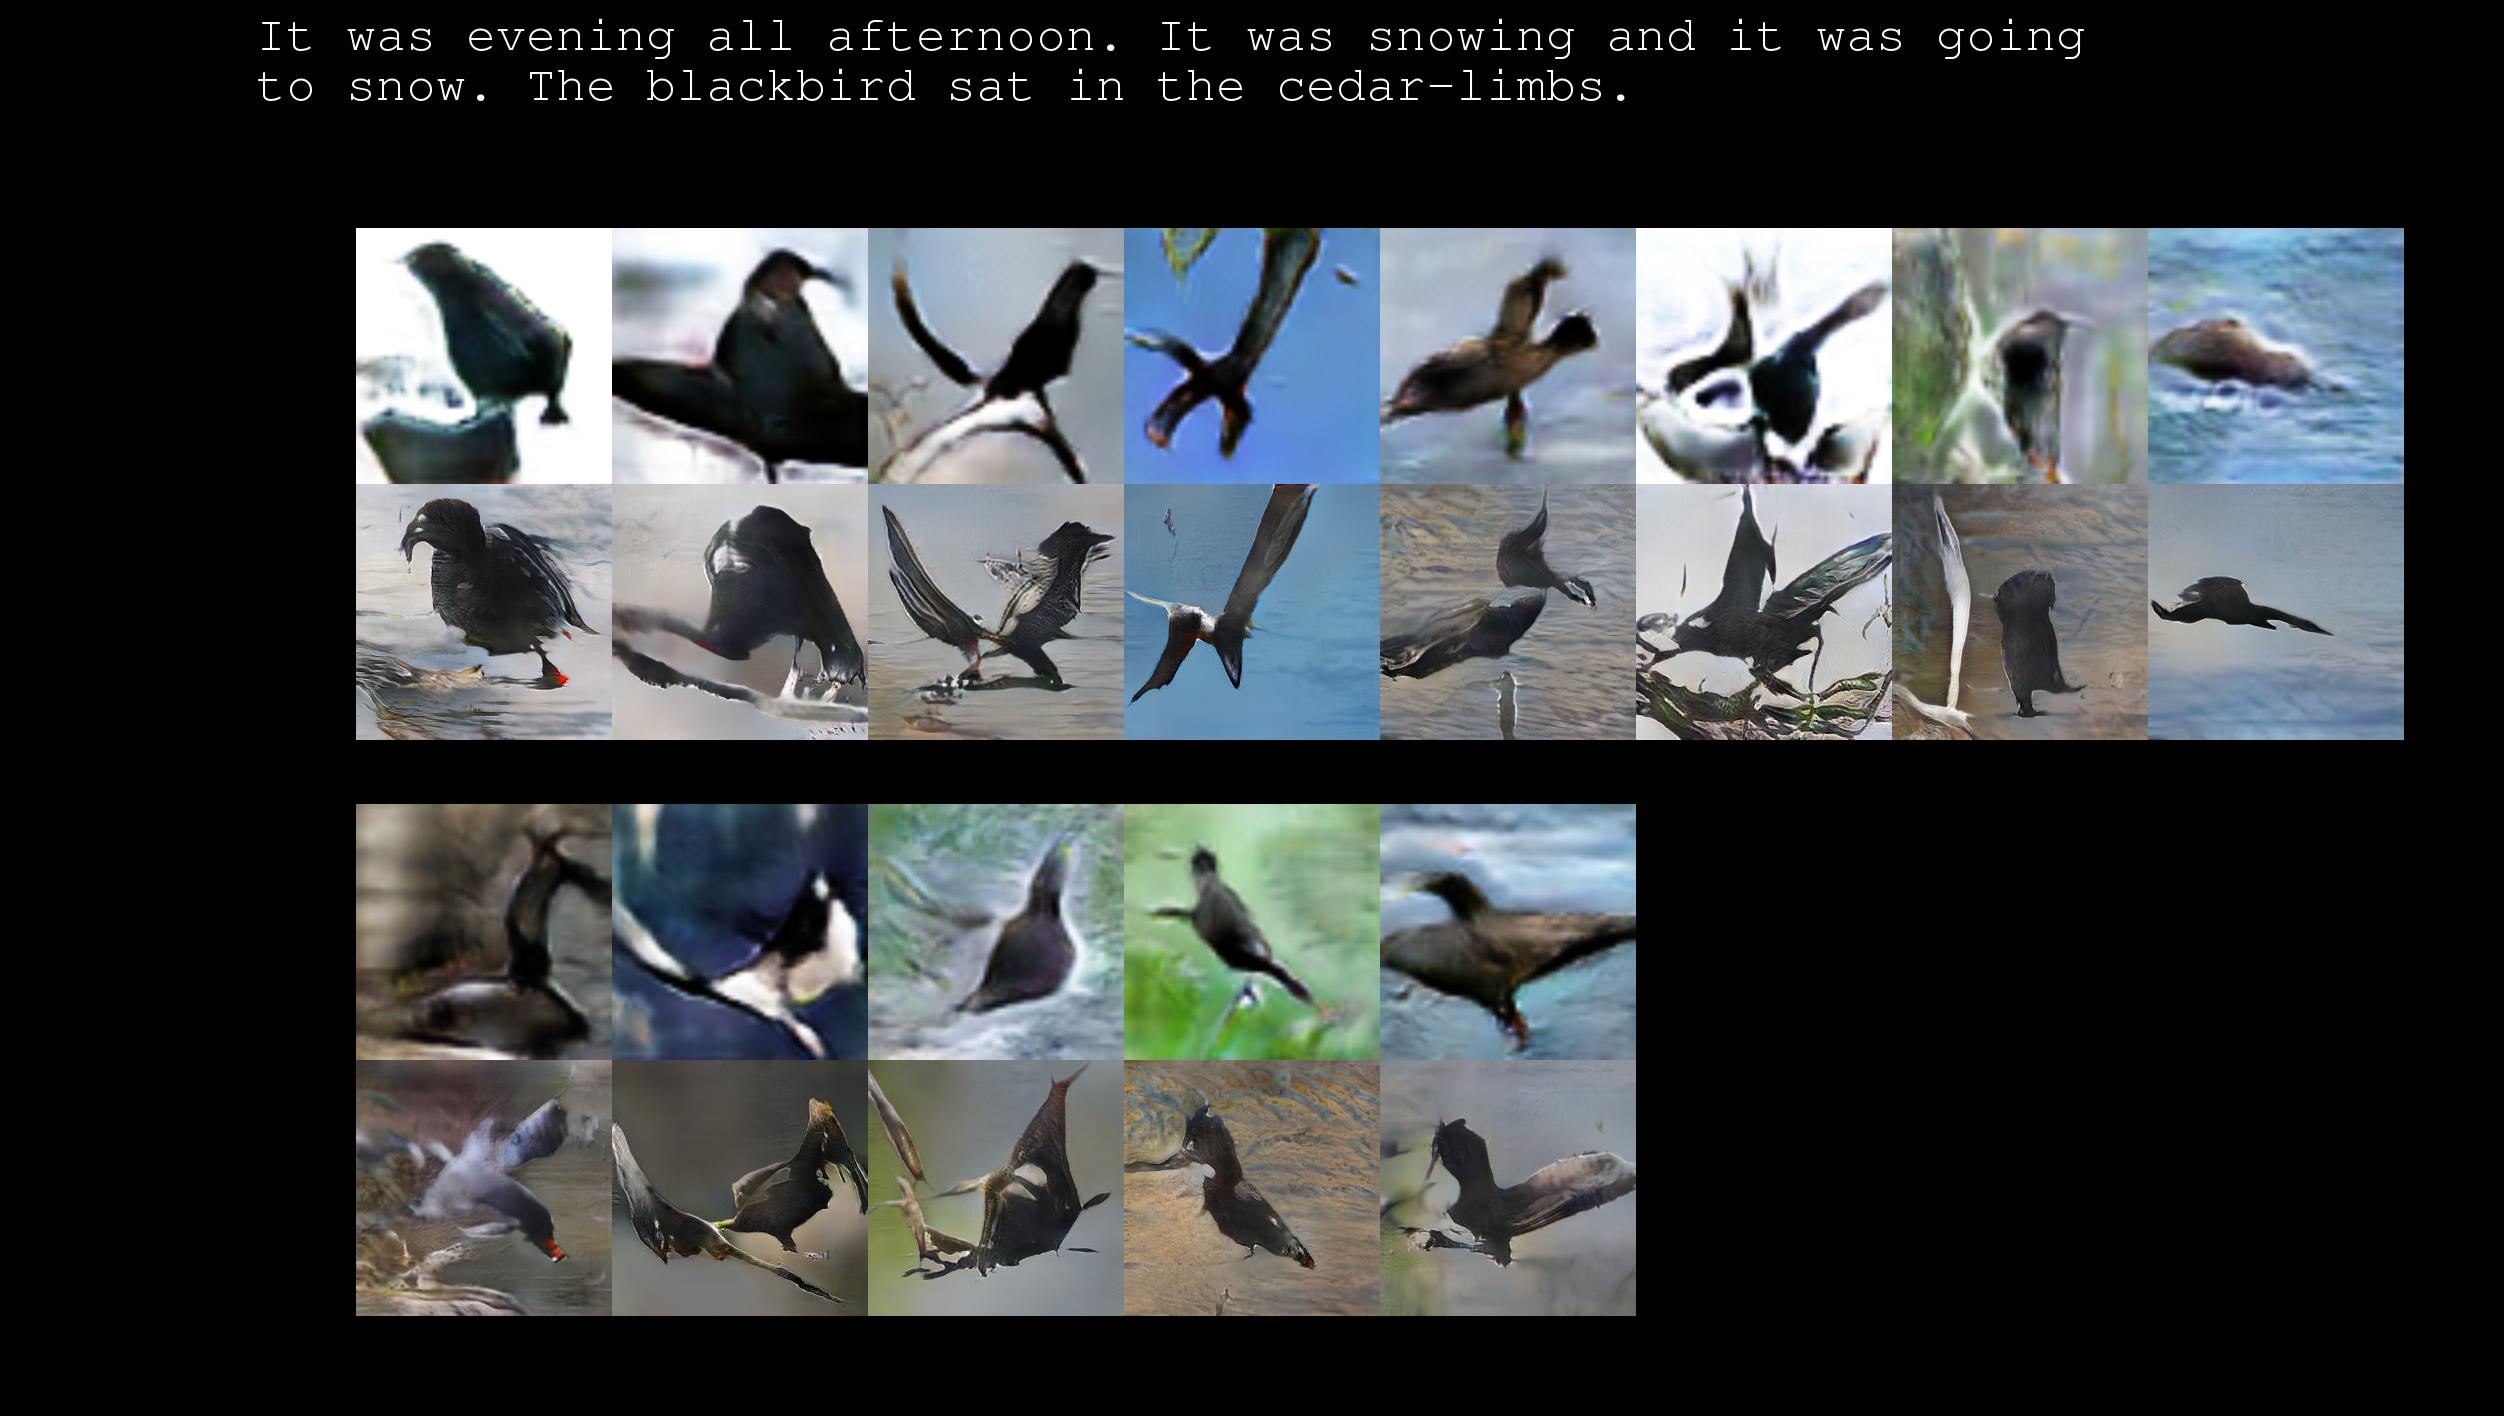 It was evening all afternoon. It was snowing and it was going
to snow. The blackbird sat in the cedar-limbs.